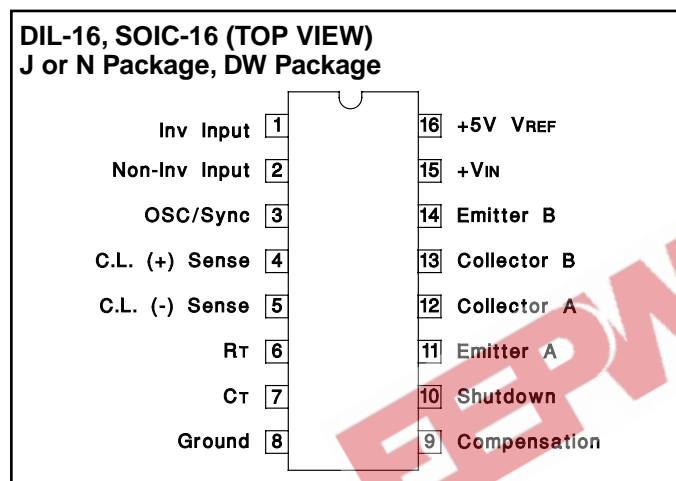 DIL-16, SOIC-16 (TOP VIEW)
J or N Package, DW Package
Inv Input 1 16 +5V VREF
Non-Inv Input 2 15 +VIN
OSC/Sync 3 14 Emitter B
C.L. (+) Sense 4 13 Collector B
C.L. (-) Sense 5 12 Collector A
RT 6 11 Emitter A
CT 7 10 Shutdown
Ground 8 9 Compensation
EEPW